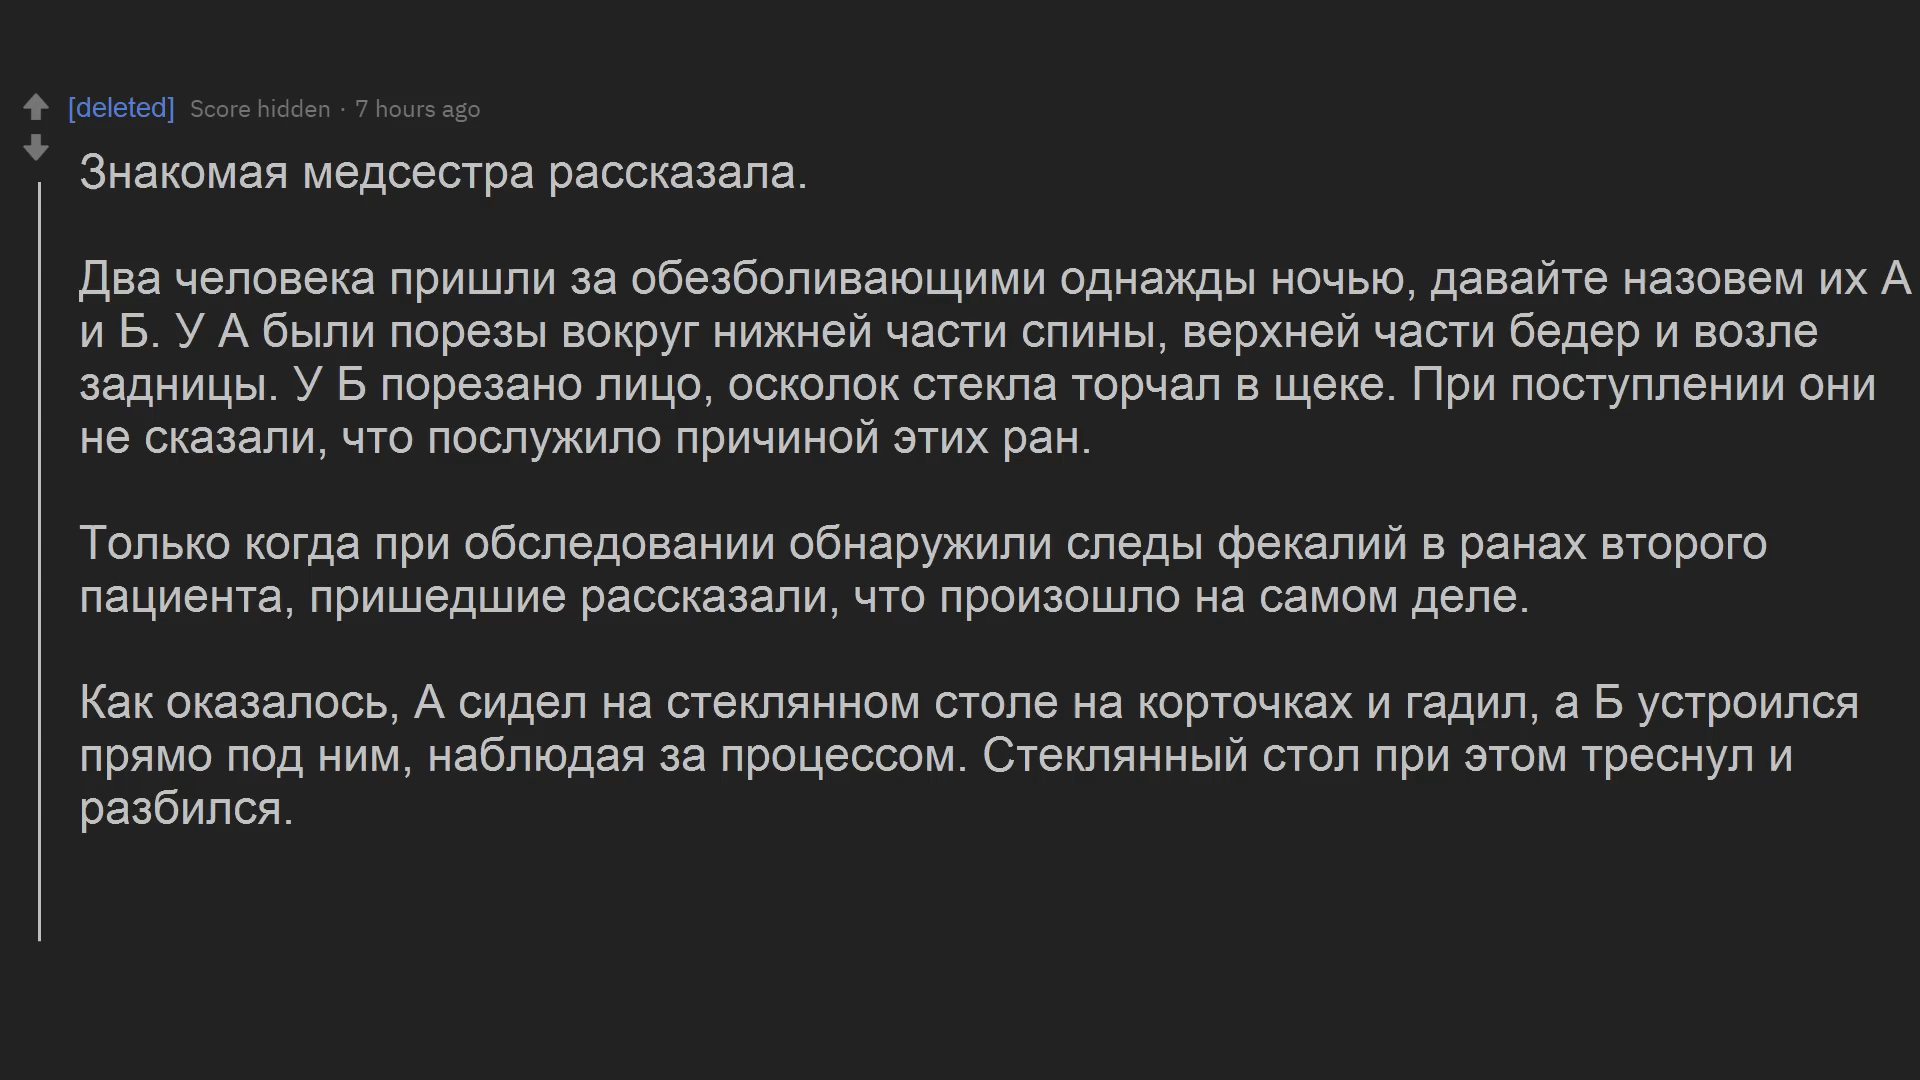 [deleted] Score hidden · 7 hours ago
Знакомая медсестра рассказала.
Два человека пришли за обезболивающими однажды ночью, давайте назовем их А
и Б. У А были порезы вокруг нижней части спины, верхней части бедер и возле
задницы. У Б порезано лицо, осколок стекла торчал в щеке. При поступлении они
не сказали, что послужило причиной этих ран.
Только когда при обследовании обнаружили следы фекалий в ранах второго
пациента, пришедшие рассказали, что произошло на самом деле.
Как оказалось, А сидел на стеклянном столе на корточках и гадил, а Б устроился
прямо под ним, наблюдая за процессом. Стеклянный стол при этом треснул и
разбился.